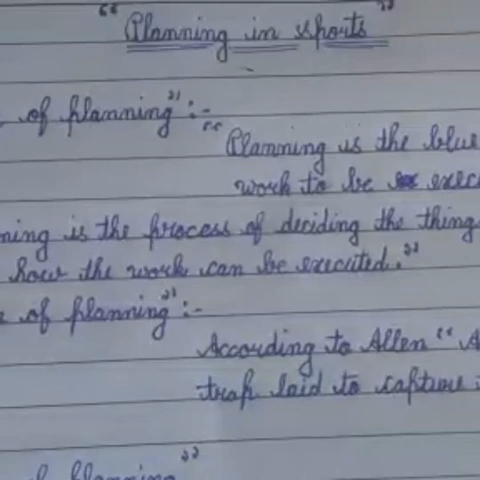 "Planning in sports"
of planning":-
"Planning is the blue
work to be exec
ning is the process of deciding the thing
how the work can be executed."
of planning":-
According to Allen " A
trap laid to capture
of planning"